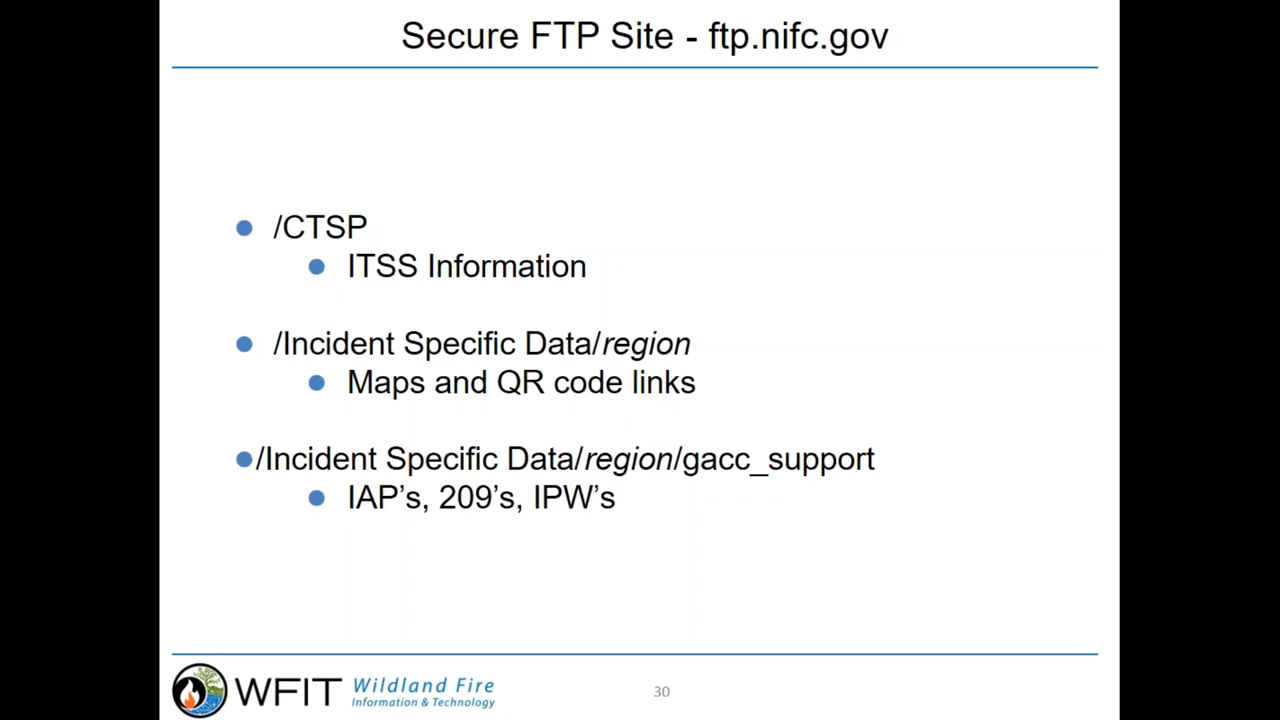 Secure FTP Site - ftp.nifc.gov
/CTSP
ITSS Information
/Incident Specific Data/region
Maps and QR code links
/Incident Specific Data/region/gacc_support
IAP’s, 209’s, IPW’s
WFIT Wildland Fire
Information & Technology
30